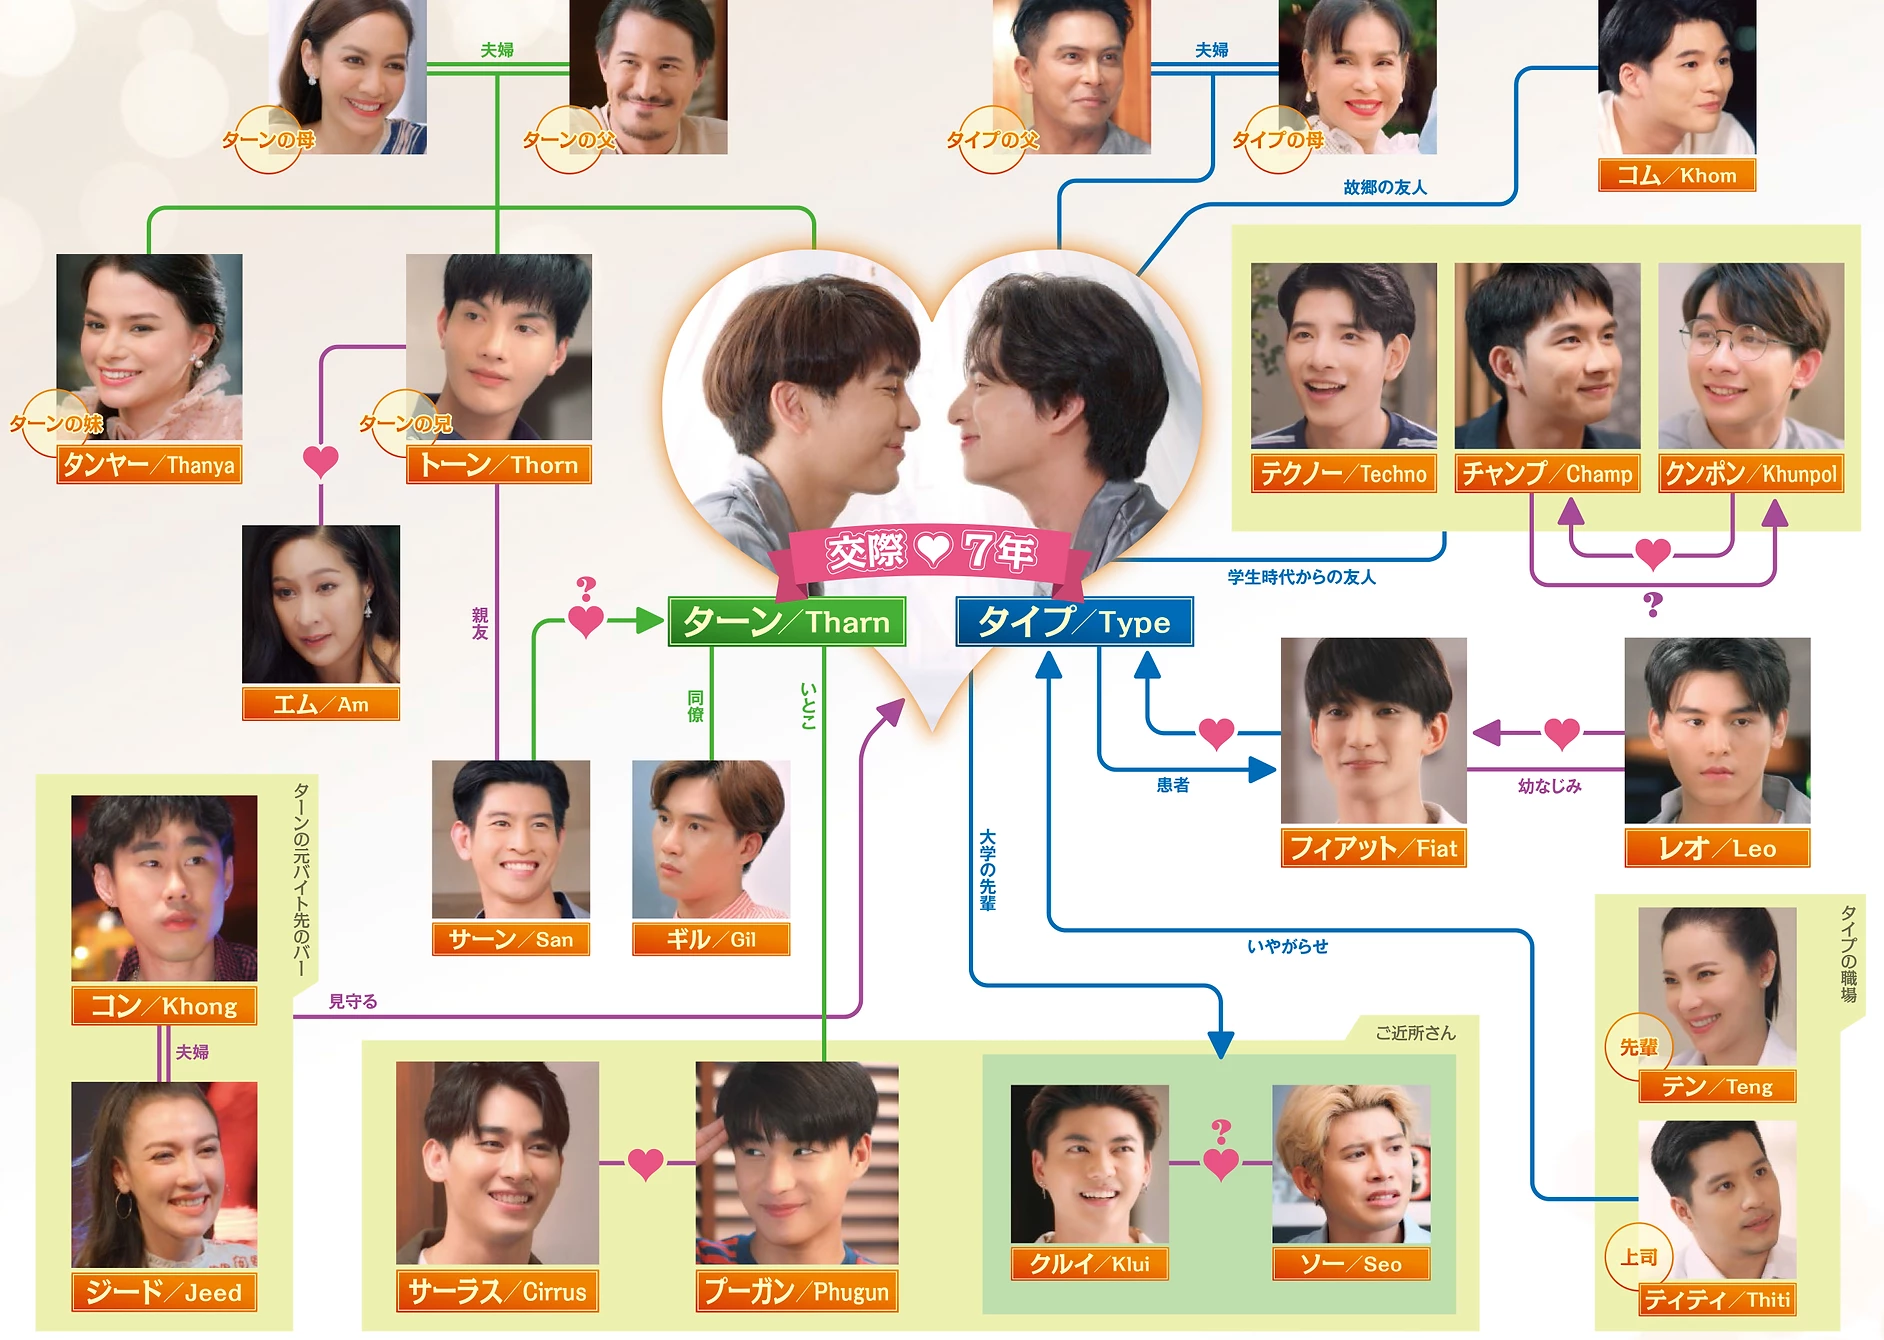 夫婦
夫婦
ターンの母
ターンの父
タイプの父
タイプの母
コム/Khom
故郷の友人
ターンの妹
タンヤー/Thanya
ターンの兄
トーン/Thorn
テクノー/Techno
チャンプ/Champ
クンポン/Khunpol
交際♥7年
学生時代からの友人
?
?
親友
ターン/Tharn
タイプ/Type
エム/Am
同僚
いとこ
患者
幼なじみ
フィアット/Fiat
レオ/Leo
ターンの元バイト先のバー
サーン/San
ギル/Gil
大学の先輩
いやがらせ
タイプの職場
コン/Khong
見守る
夫婦
ご近所さん
先輩
テン/Teng
?
ジード/Jeed
サーラス/Cirrus
プーガン/Phugun
クルイ/Klui
ソー/Seo
上司
ティティ/Thiti